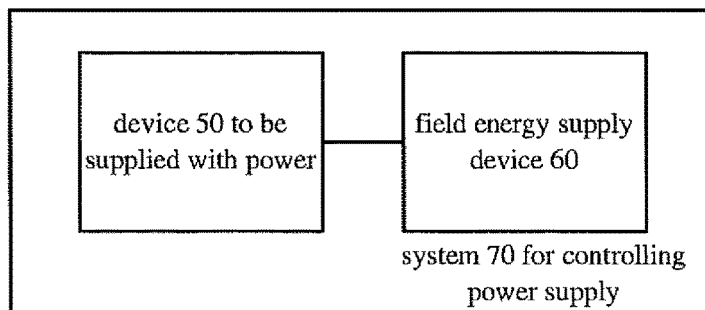 device 50 to be
supplied with power
field energy supply
device 60
system 70 for controlling
power supply